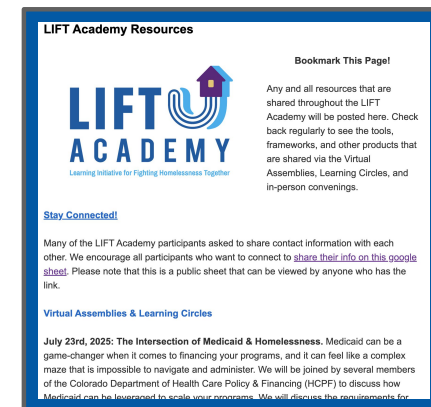 LIFT Academy Resources
LIFT
ACADEMY
Learning Initiative for Fighting Homelessness Together
Bookmark This Page!
Any and all resources that are
shared throughout the LIFT
Academy will be posted here. Check
back regularly to see the tools,
frameworks, and other products that
are shared via the Virtual
Assemblies, Learning Circles, and
in-person convenings.
Stay Connected!
Many of the LIFT Academy participants asked to share contact information with each
other. We encourage all participants who want to connect to share their info on this google
sheet. Please note that this is a public sheet that can be viewed by anyone who has the
link.
Virtual Assemblies & Learning Circles
July 23rd, 2025: The Intersection of Medicaid & Homelessness. Medicaid can be a
game-changer when it comes to financing your programs, and it can feel like a complex
maze that is impossible to navigate and administer. We will be joined by several members
of the Colorado Department of Health Care Policy & Financing (HCPF) to discuss how
Medicaid can be leveraged to scale your programs. We will discuss the requirements for